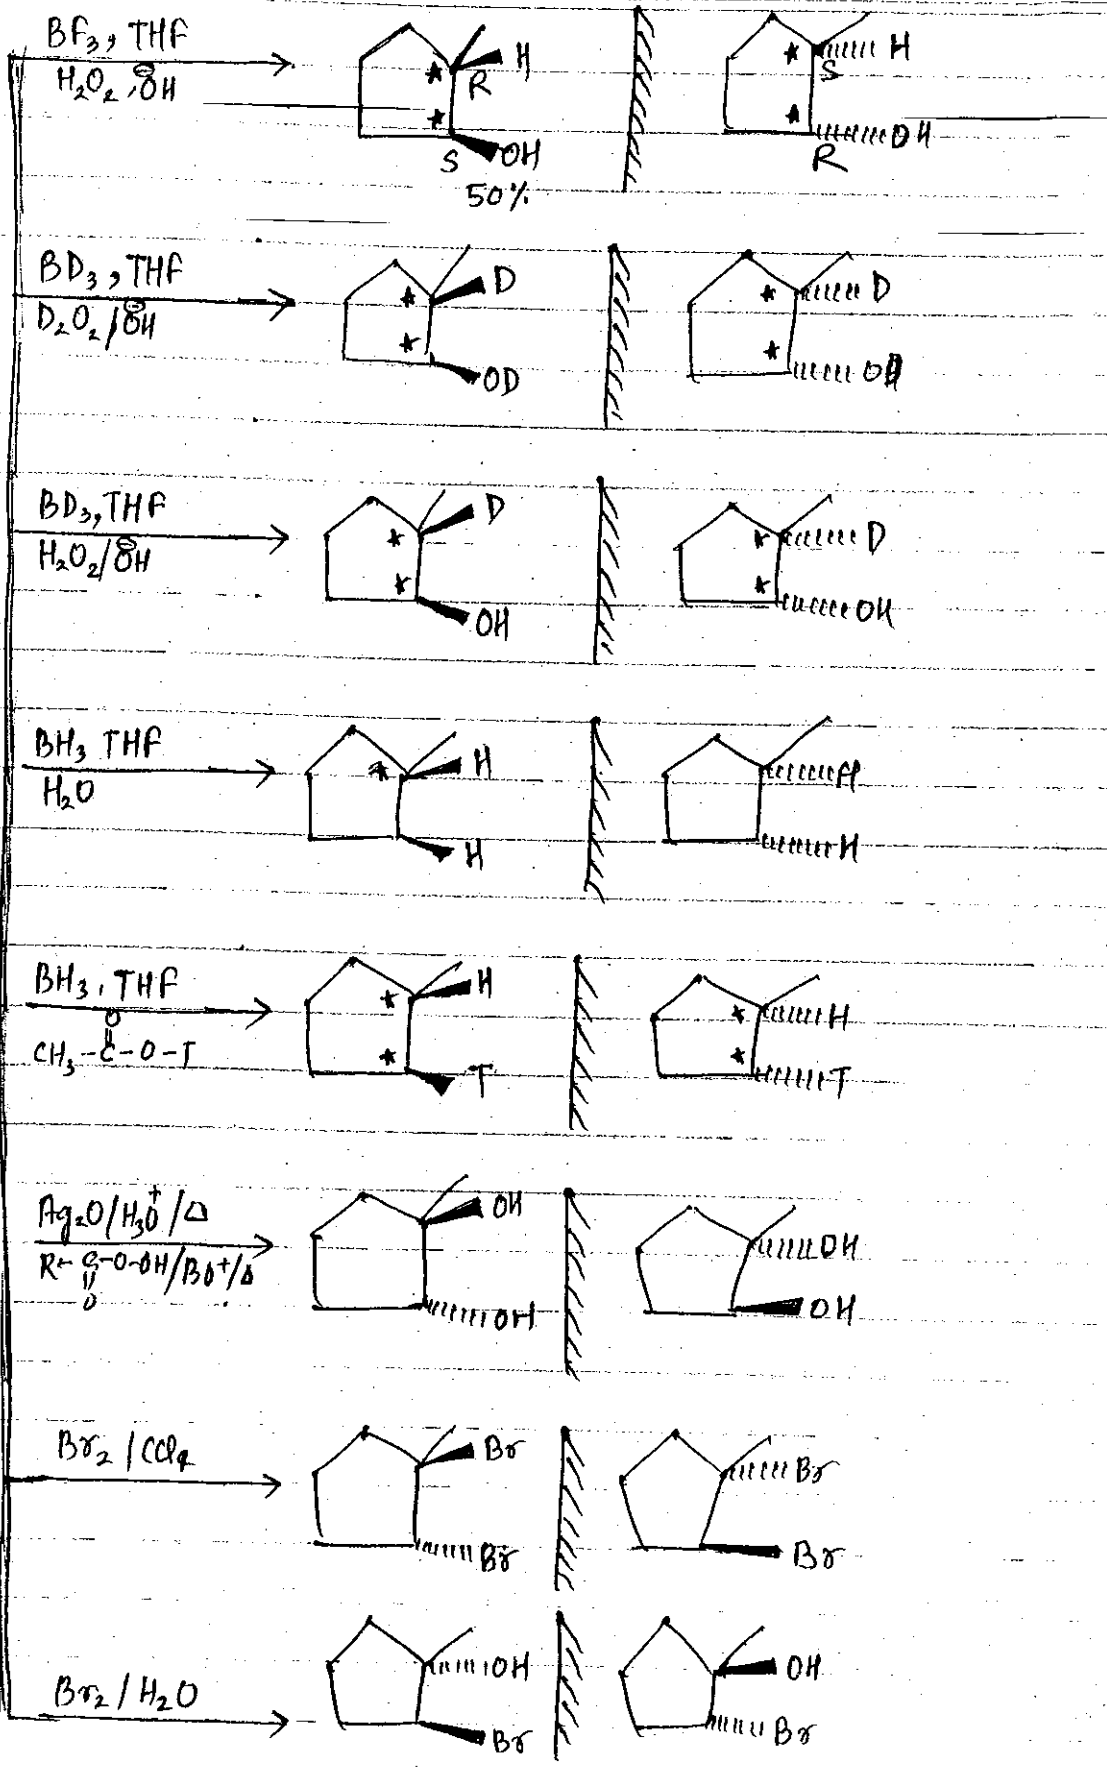 BF₃, THF
H₂O₂, ⊖OH
* R H
* S OH
50%
* S H
* R OH
BD₃, THF
D₂O₂/⊖OH
* D
* OD
* D
* OD
BD₃, THF
H₂O₂/⊖OH
* D
* OH
* D
* OH
BH₃ THF
H₂O
* H
H
H
H
BH₃, THF
O
CH₃-C-O-T
* H
* T
* H
* T
Ag₂O/H₃O⁺/Δ
R-C-O-OH/
O
OH
OH
OH
OH
Br₂/CCl₄
Br
Br
Br
Br
Br₂/H₂O
OH
Br
OH
Br